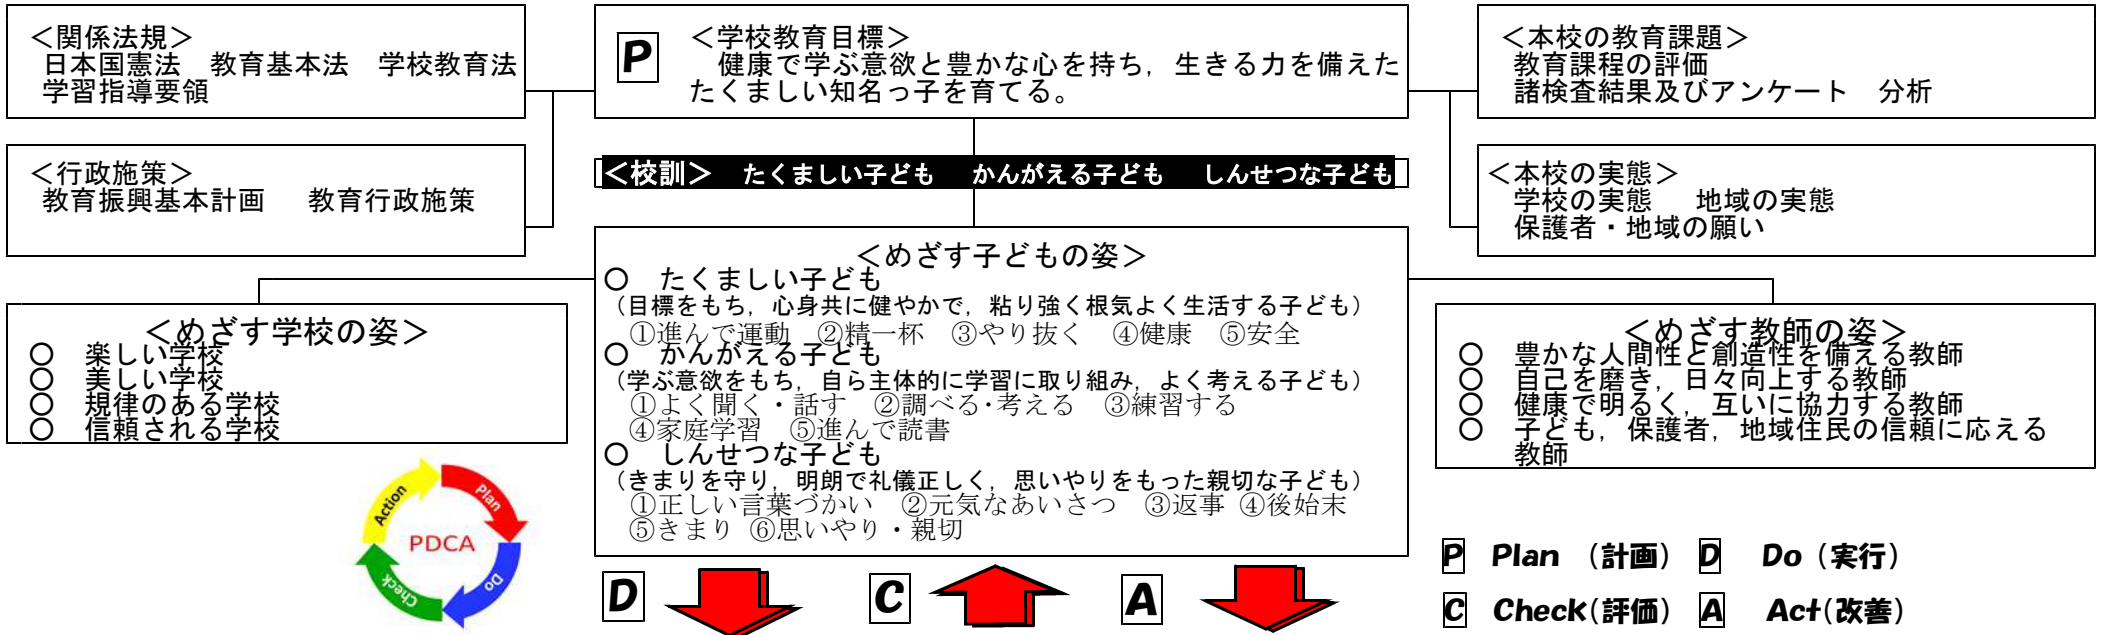 ＜関係法規＞
日本国憲法　教育基本法　学校教育法
学習指導要領
＜行政施策＞
教育振興基本計画　教育行政施策
P
＜学校教育目標＞
健康で学ぶ意欲と豊かな心を持ち，生きる力を備えた
たくましい知名っ子を育てる。
＜校訓＞　たくましい子ども　かんがえる子ども　しんせつな子ども
＜本校の教育課題＞
教育課程の評価
諸検査結果及びアンケート　分析
＜本校の実態＞
学校の実態　地域の実態
保護者・地域の願い
＜めざす学校の姿＞
○　楽しい学校
○　美しい学校
○　規律のある学校
○　信頼される学校
＜めざす子どもの姿＞
○　たくましい子ども
（目標をもち，心身共に健やかで，粘り強く根気よく生活する子ども）
①進んで運動　②精一杯　③やり抜く　④健康　⑤安全
○　かんがえる子ども
（学ぶ意欲をもち，自ら主体的に学習に取り組み，よく考える子ども）
①よく聞く・話す　②調べる・考える　③練習する
④家庭学習　⑤進んで読書
○　しんせつな子ども
（きまりを守り，明朗で礼儀正しく，思いやりをもった親切な子ども）
①正しい言葉づかい　②元気なあいさつ　③返事　④後始末
⑤きまり　⑥思いやり・親切
＜めざす教師の姿＞
○　豊かな人間性と創造性を備える教師
○　自己を磨き，日々向上する教師
○　健康で明るく，互いに協力する教師
○　子ども，保護者，地域住民の信頼に応える
教師
Action
Plan
PDCA
Check
Do
D
C
A
P　Plan　（計画）　D　Do（実行）
C　Check（評価）　A　Act（改善）